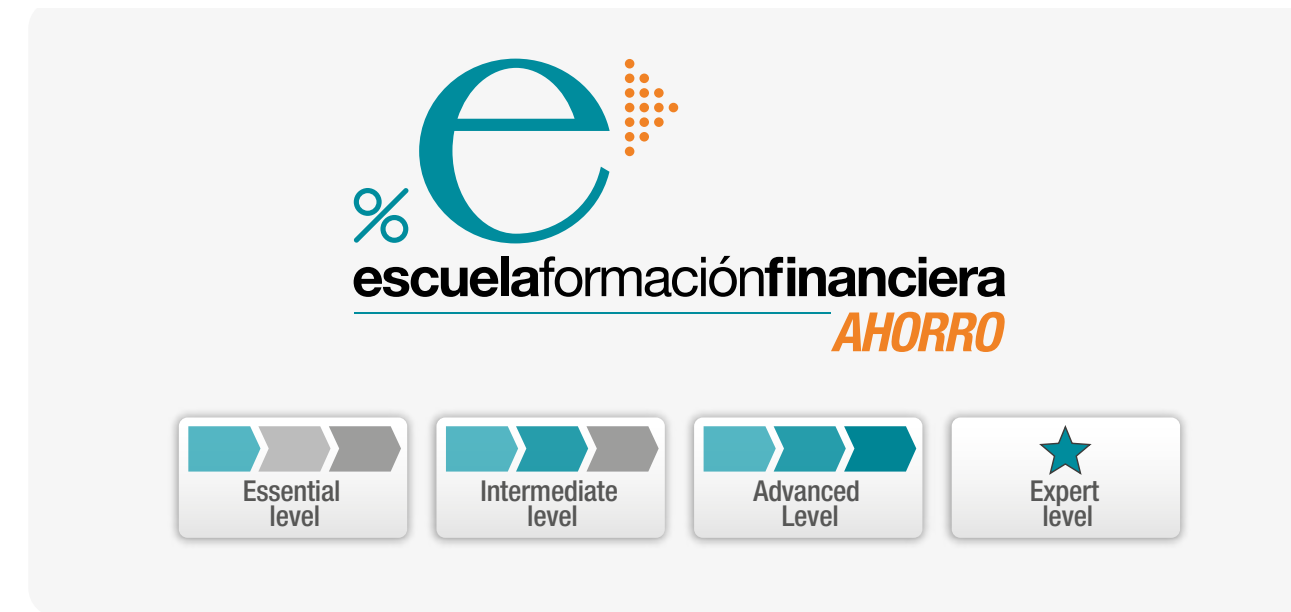 %e
escuelaformaciónfinanciera
AHORRO
Essential
level
Intermediate
level
Advanced
Level
Expert
level